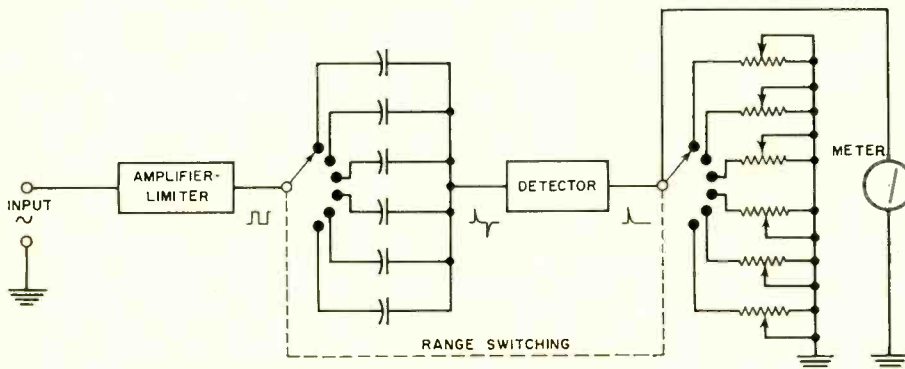 INPUT
~
AMPLIFIER-
LIMITER
DETECTOR
METER
RANGE SWITCHING